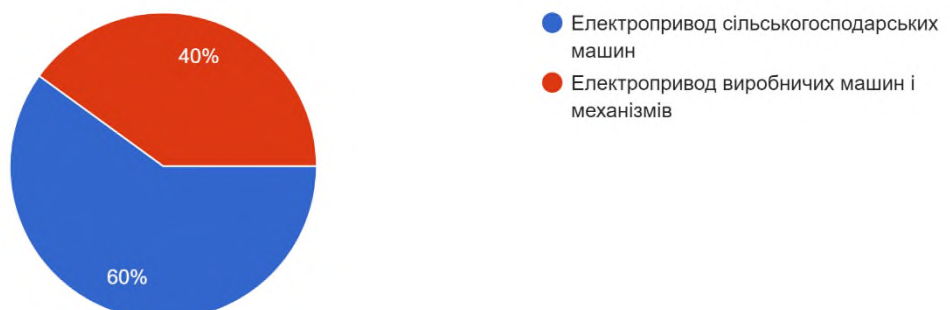 40%
60%
Електропривод сільськогосподарських
машин
Електропривод виробничих машин і
механізмів